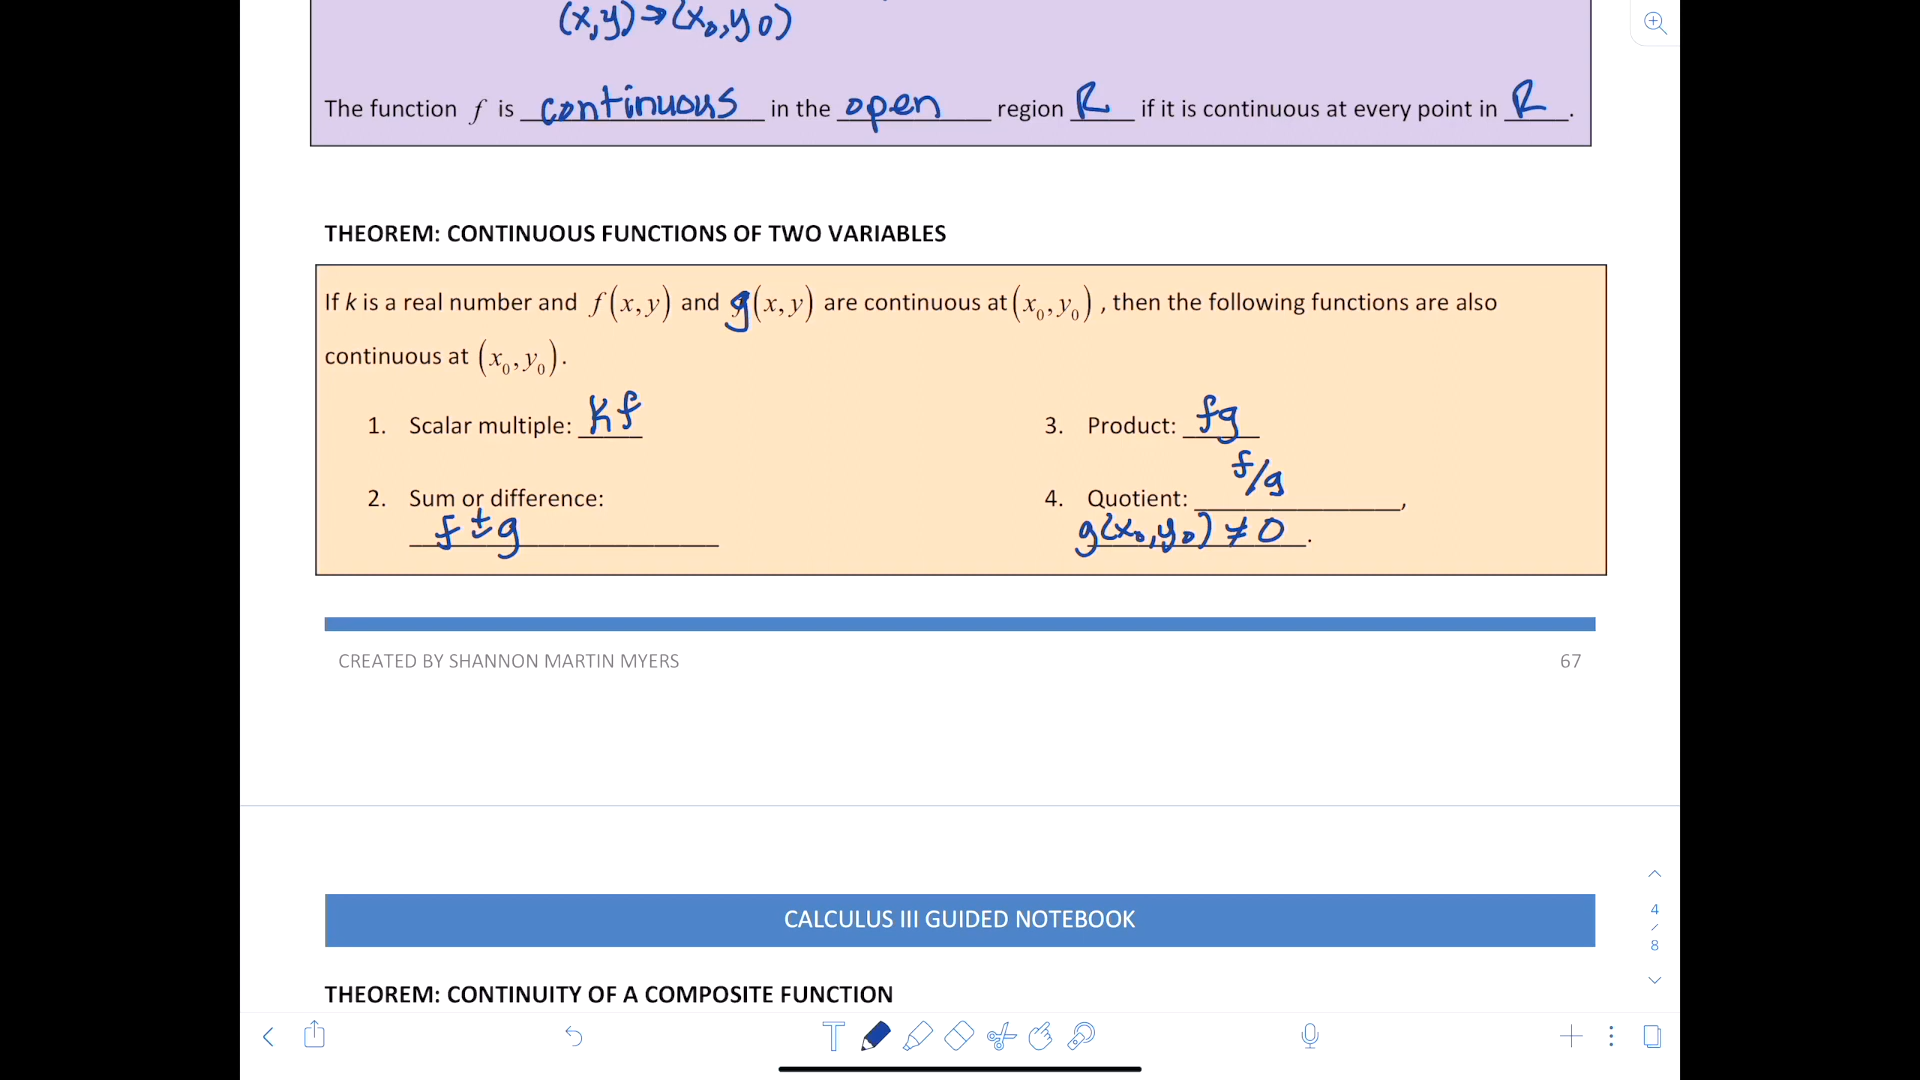 (x,y)→(x₀,y₀)
The function f is continuous in the open region R if it is continuous at every point in R.
THEOREM: CONTINUOUS FUNCTIONS OF TWO VARIABLES
If k is a real number and f(x,y) and g(x,y) are continuous at (x₀,y₀), then the following functions are also
continuous at (x₀,y₀).
1. Scalar multiple: kf
2. Sum or difference:
f ± g
3. Product: fg
4. Quotient: f/g,
g(x₀,y₀) ≠ 0.
CREATED BY SHANNON MARTIN MYERS 67
CALCULUS III GUIDED NOTEBOOK
4
/
8
THEOREM: CONTINUITY OF A COMPOSITE FUNCTION
T